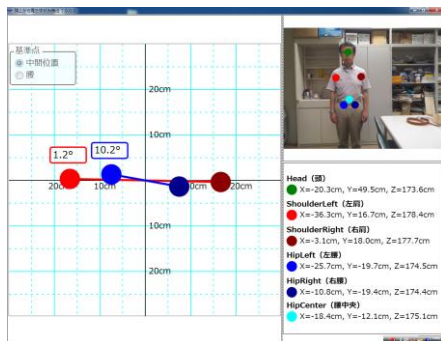 基準点
中間位置
腰
20cm
10cm
1.2°
10.2°
20cm
10cm
20cm
10cm
20cm
Head（頭）
X=-20.3cm, Y=49.5cm, Z=173.6cm
ShoulderLeft（左肩）
X=-36.3cm, Y=16.7cm, Z=178.4cm
ShoulderRight（右肩）
X=-3.1cm, Y=18.0cm, Z=177.7cm
HipLeft（左腰）
X=-25.7cm, Y=-19.7cm, Z=174.5cm
HipRight（右腰）
X=-10.8cm, Y=-19.4cm, Z=174.4cm
HipCenter（腰中央）
X=-18.4cm, Y=-12.1cm, Z=175.1cm